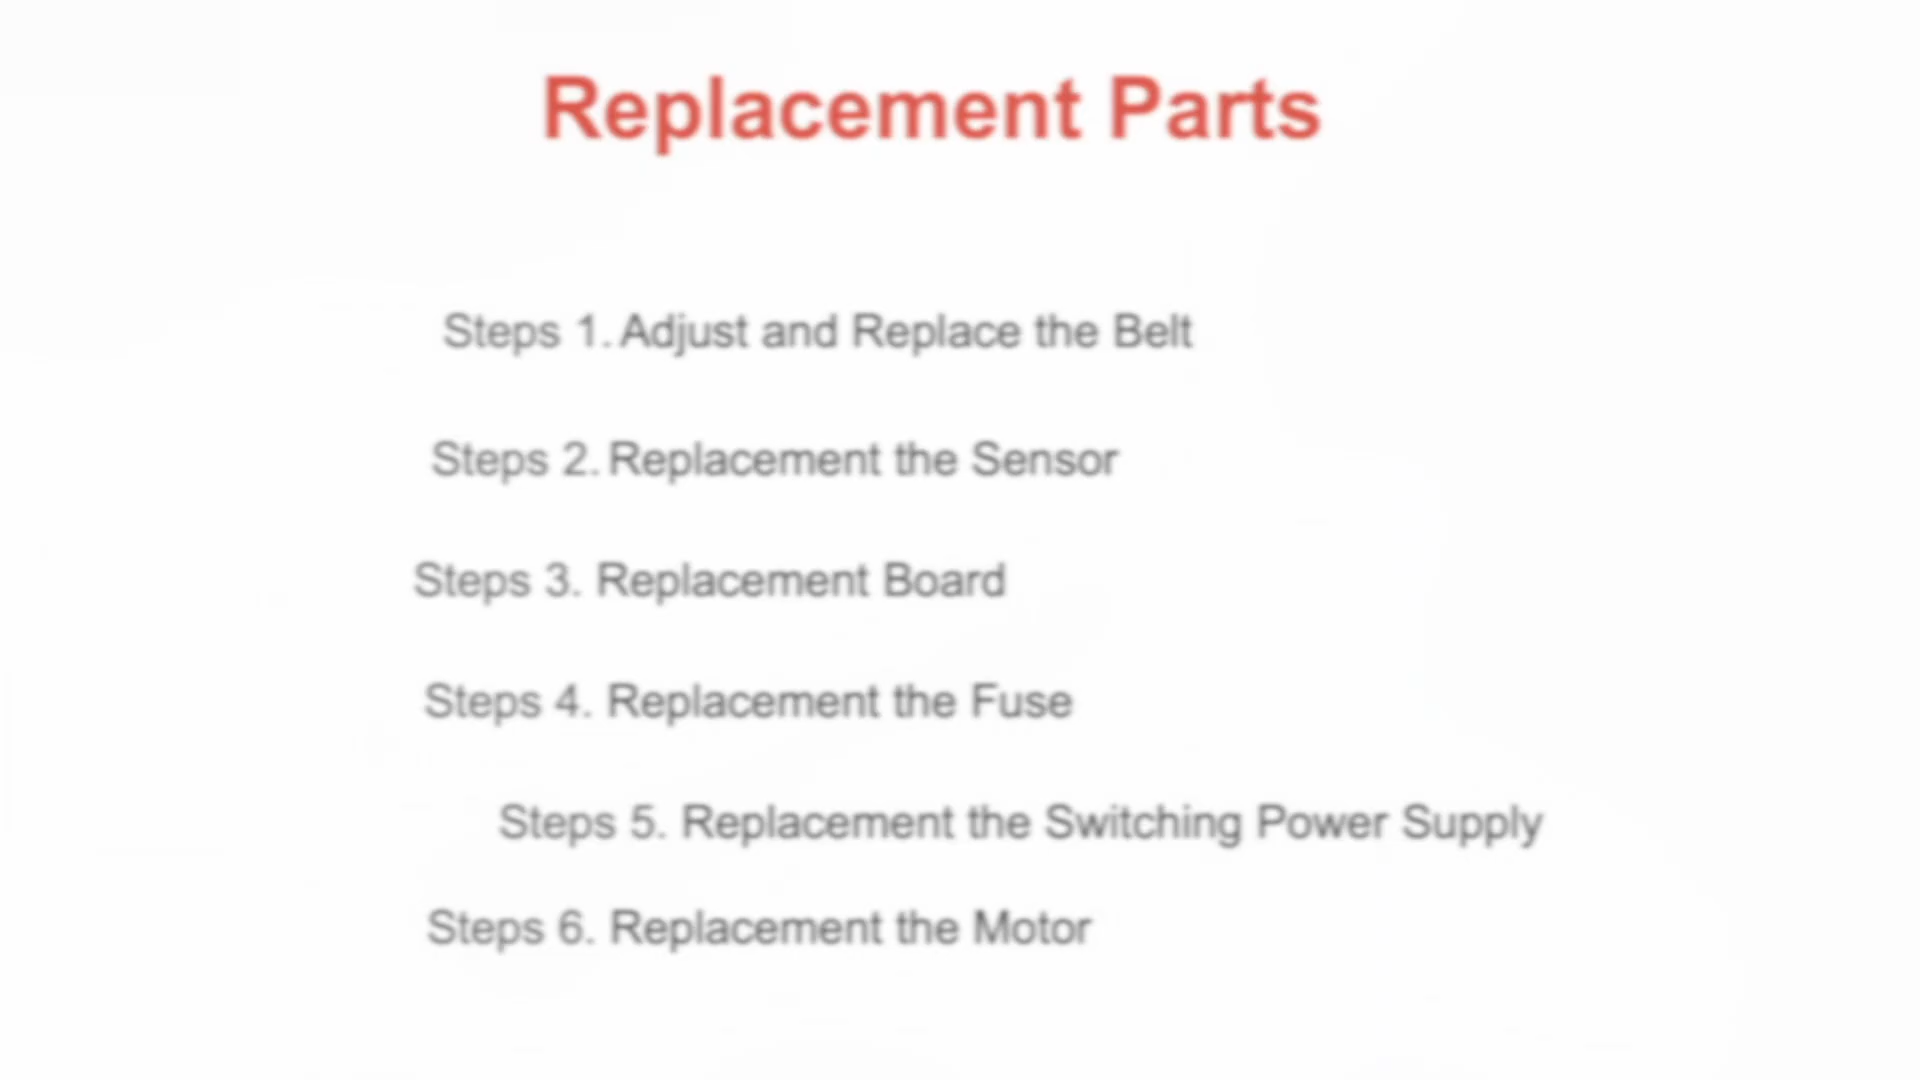 Replacement Parts
Steps 1. Adjust and Replace the Belt
Steps 2. Replacement the Sensor
Steps 3. Replacement Board
Steps 4. Replacement the Fuse
Steps 5. Replacement the Switching Power Supply
Steps 6. Replacement the Motor